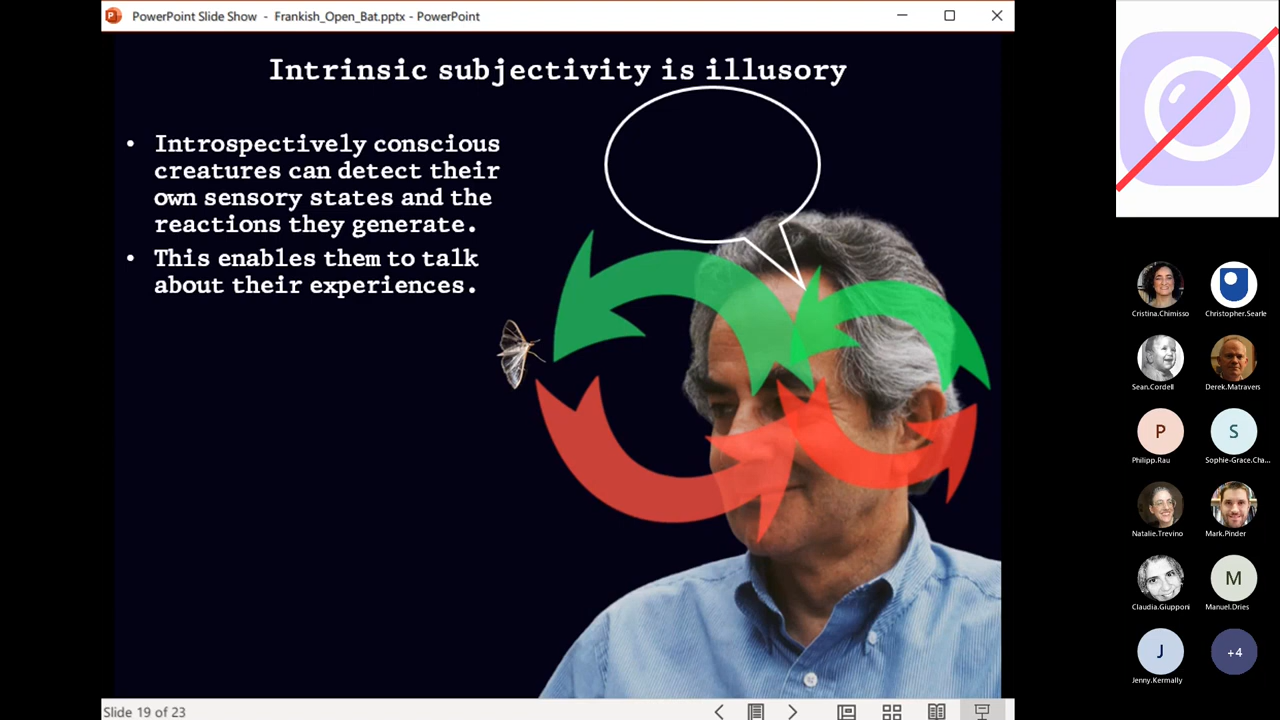 PowerPoint Slide Show - Frankish_Open_Bat.pptx - PowerPoint
Intrinsic subjectivity is illusory
• Introspectively conscious
creatures can detect their
own sensory states and the
reactions they generate.
• This enables them to talk
about their experiences.
Cristina.Chimisso
Christopher.Searle
Sean.Cordell
Derek.Matravers
P
S
Philipp.Rau
Sophie-Grace.Cha...
Natalie.Trevino
Mark.Pinder
M
Claudia.Giupponi
Manuel.Dries
J
+4
Jenny.Kermally
Slide 19 of 23